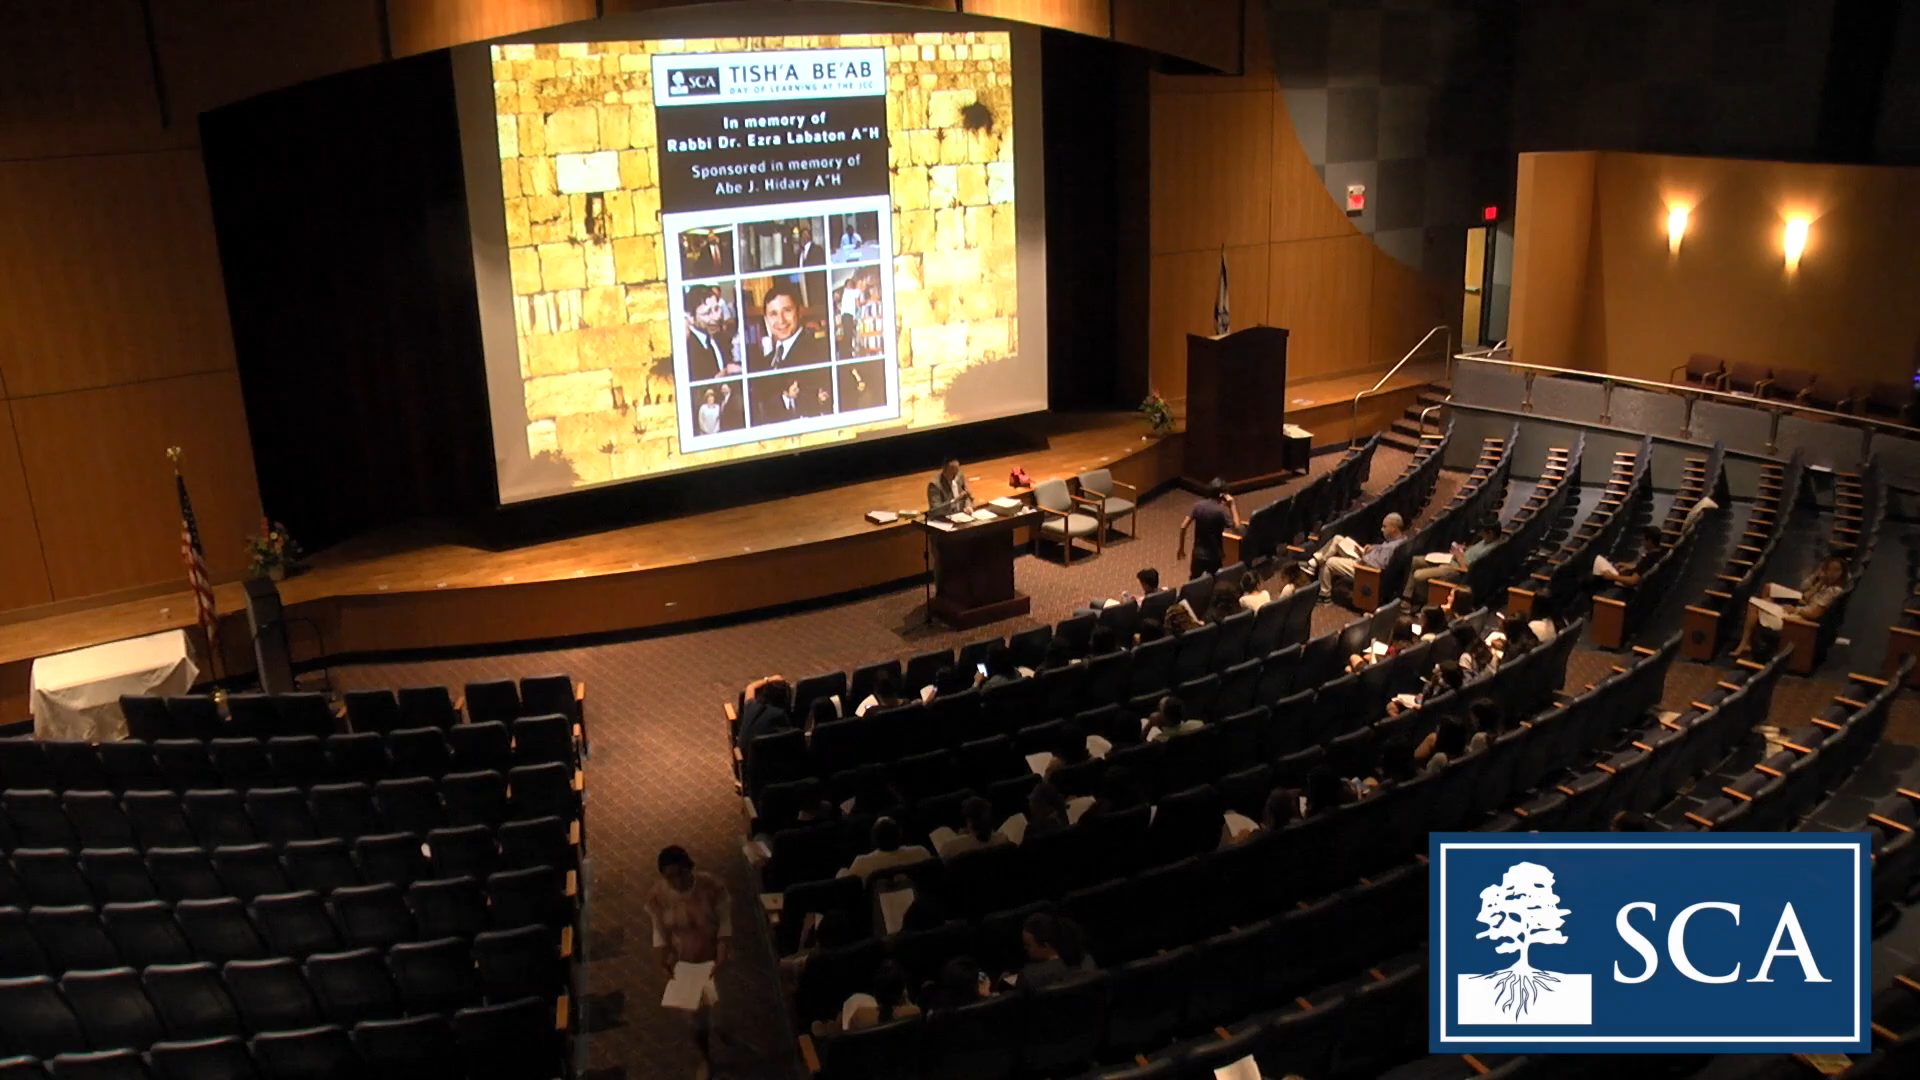 SCA
TISH'A BE'AB
DAY OF LEARNING AT THE JCC
In memory of
Rabbi Dr. Ezra Labaton A"H
Sponsored in memory of
Abe J. Hidary A"H
SCA